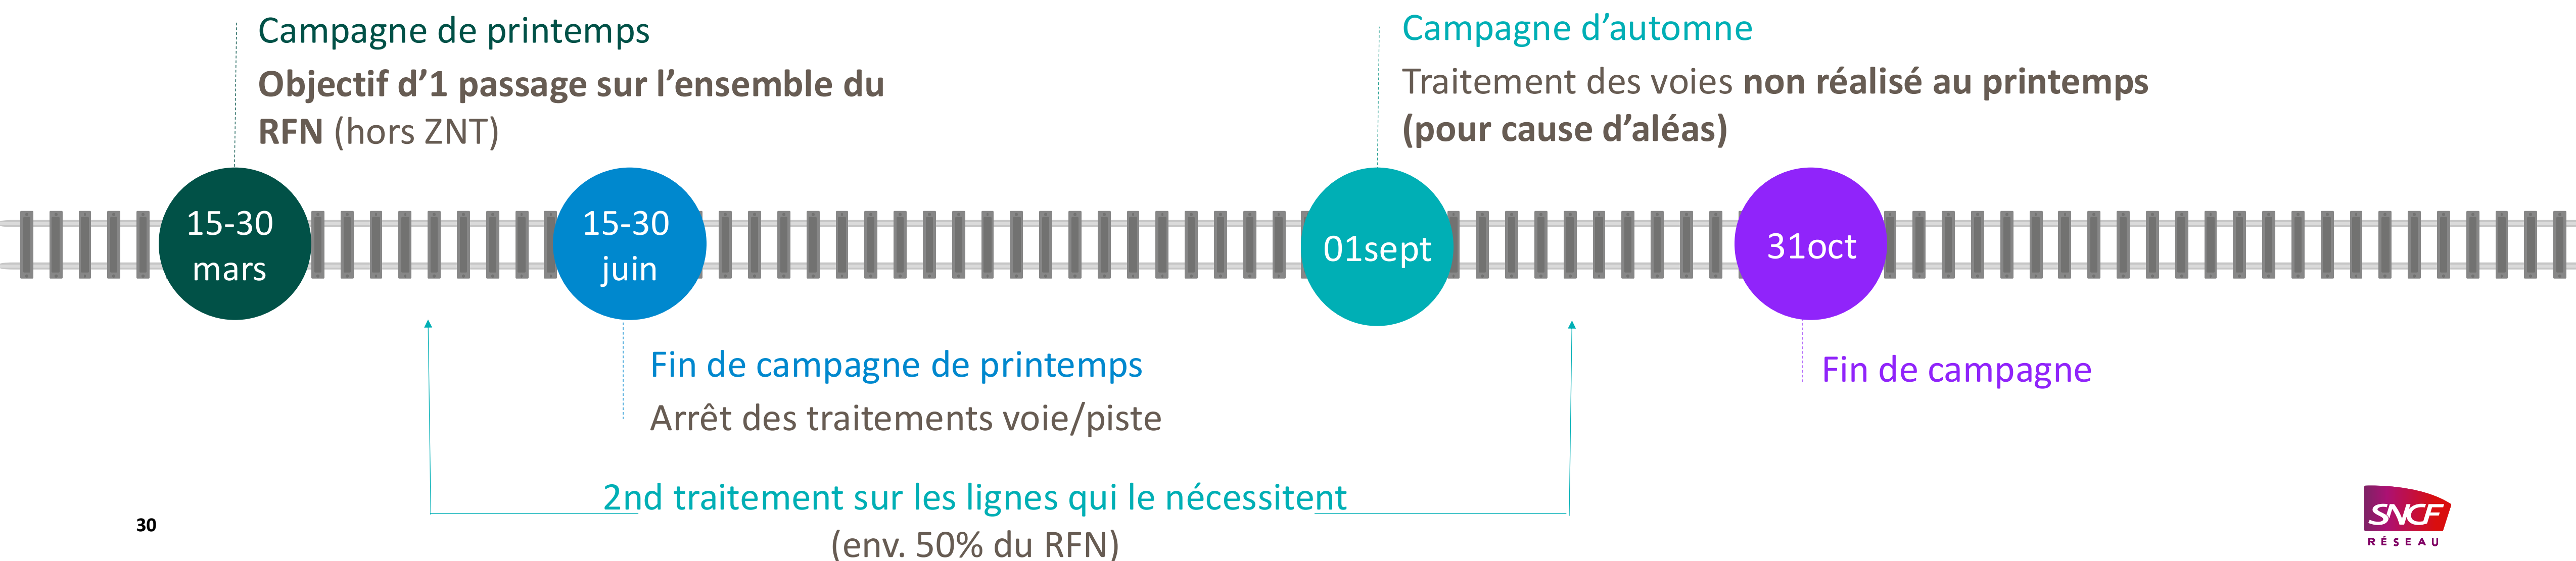 Campagne de printemps
Objectif d’1 passage sur l’ensemble du
RFN (hors ZNT)
Campagne d’automne
Traitement des voies non réalisé au printemps
(pour cause d’aléas)
15-30
mars
15-30
juin
01sept
31oct
Fin de campagne de printemps
Arrêt des traitements voie/piste
Fin de campagne
2nd traitement sur les lignes qui le nécessitent
(env. 50% du RFN)
30
SNCF
RÉSEAU